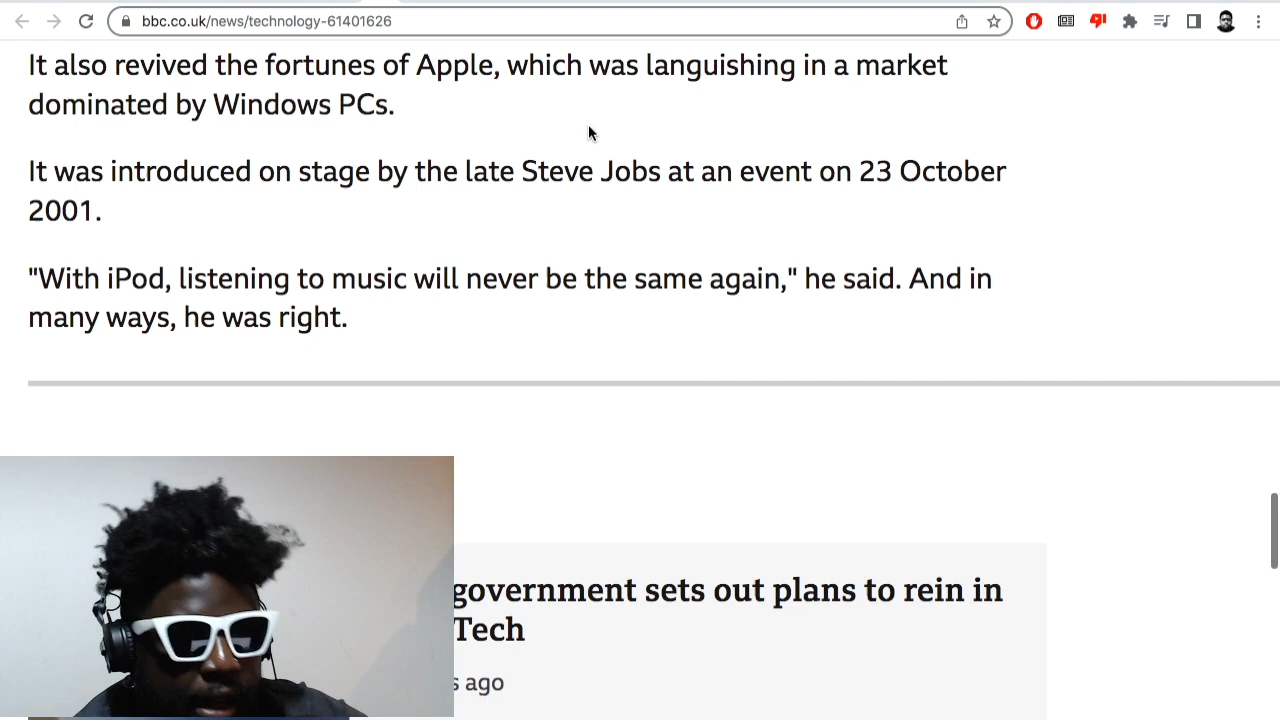 bbc.co.uk/news/technology-61401626
It also revived the fortunes of Apple, which was languishing in a market
dominated by Windows PCs.
It was introduced on stage by the late Steve Jobs at an event on 23 October
2001.
"With iPod, listening to music will never be the same again," he said. And in
many ways, he was right.
government sets out plans to rein in
Tech
s ago